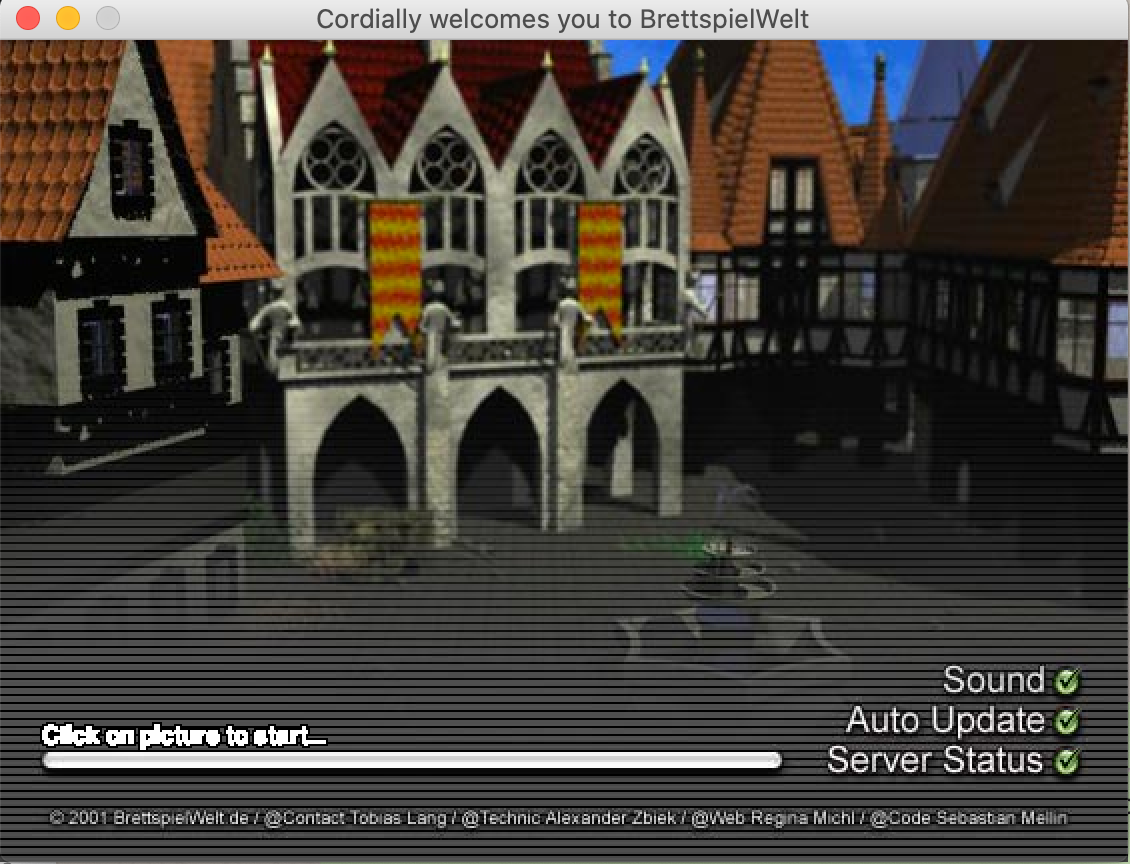 Cordially welcomes you to BrettspielWelt
Sound
Auto Update
Click on picture to start...
Server Status
© 2001 BrettspielWelt.de / @Contact Tobias Lang / @Technic Alexander Zbiek / @Web Regina Michl / @Code Sebastian Mellin